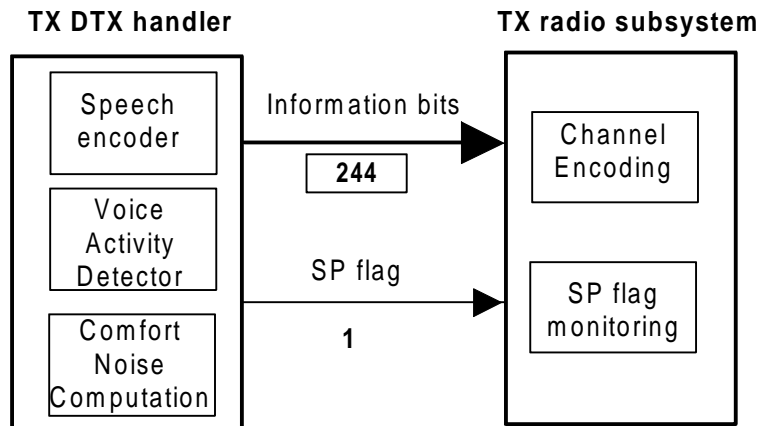 TX DTX handler
TX radio subsystem
Speech
encoder
Information bits
244
Channel
Encoding
Voice
Activity
Detector
SP flag
1
SP flag
monitoring
Comfort
Noise
Computation